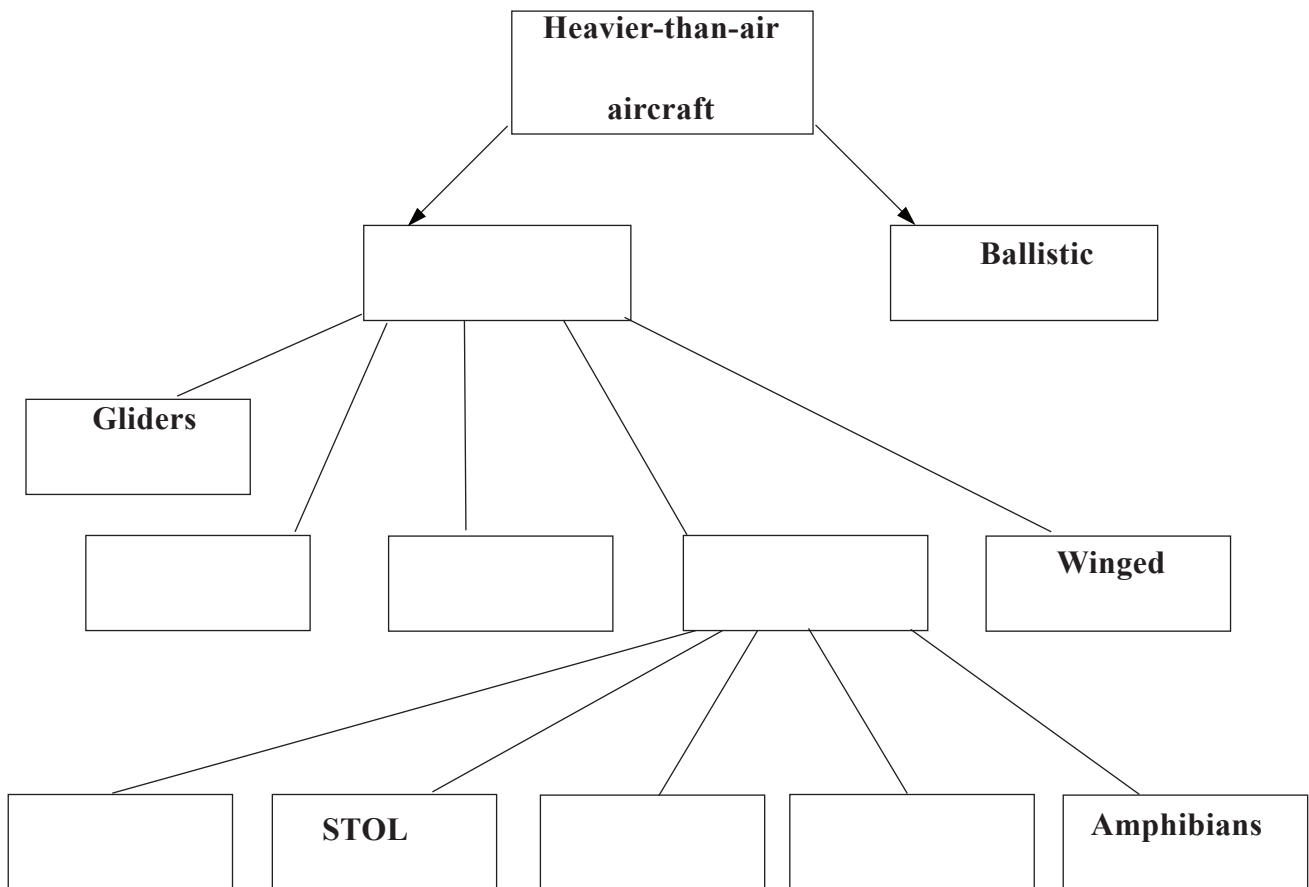 Heavier-than-air
aircraft
Ballistic
Gliders
Winged
STOL
Amphibians